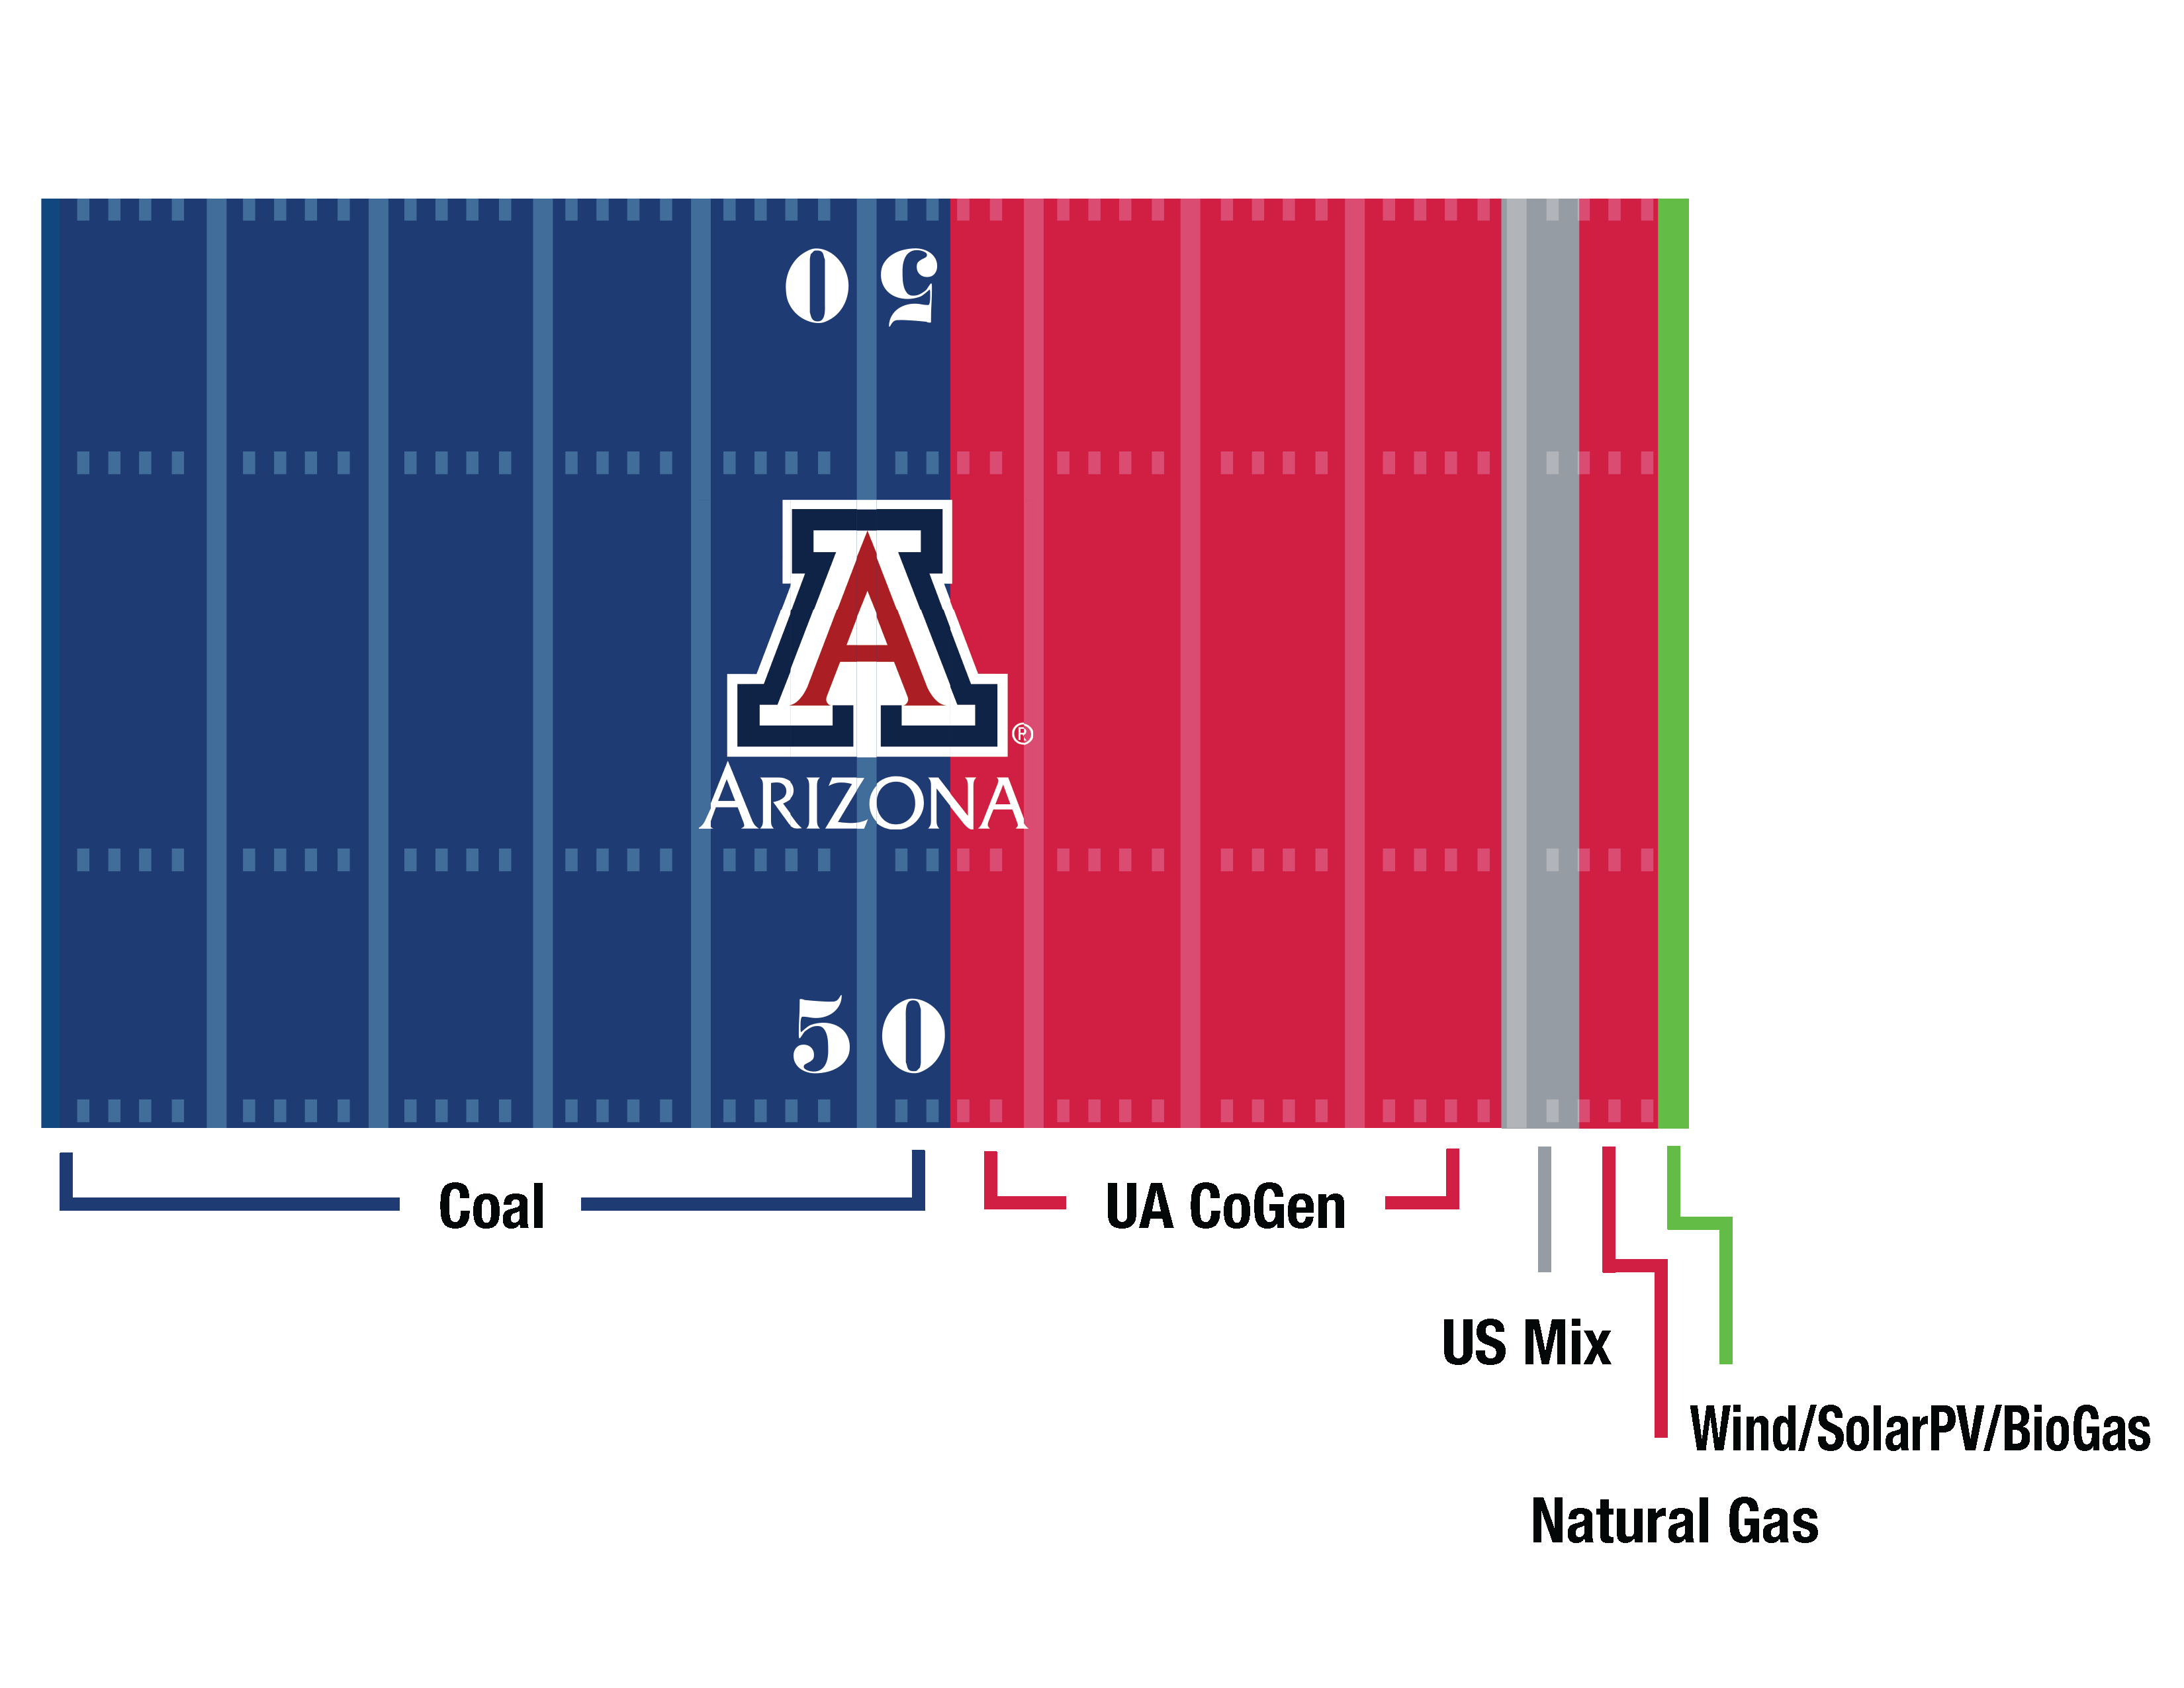 50
A
®
ARIZONA
50
Coal
UA CoGen
US Mix
Wind/SolarPV/BioGas
Natural Gas